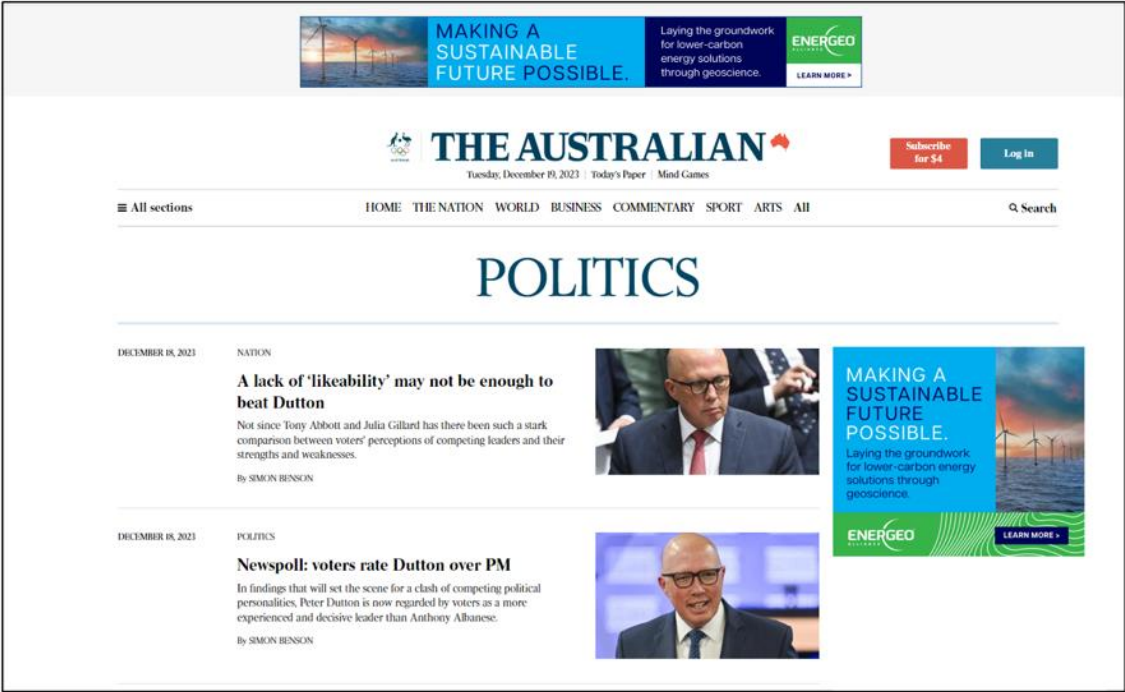 MAKING A
SUSTAINABLE
FUTURE POSSIBLE.
Laying the groundwork
for lower-carbon
energy solutions
through geoscience.
ENERGEO
LEARN MORE >
THE AUSTRALIAN
Tuesday, December 19, 2023 | Today's Paper | Mind Games
Subscribe
for $4
Log in
All sections
HOME THE NATION WORLD BUSINESS COMMENTARY SPORT ARTS All
Search
POLITICS
DECEMBER 18, 2023
NATION
A lack of 'likeability' may not be enough to
beat Dutton
Not since Tony Abbott and Julia Gillard has there been such a stark
comparison between voters' perceptions of competing leaders and their
strengths and weaknesses.
By SIMON BENSON
MAKING A
SUSTAINABLE
FUTURE
POSSIBLE.
Laying the groundwork
for lower-carbon energy
solutions through
geoscience.
ENERGEO
LEARN MORE >
DECEMBER 18, 2023
POLITICS
Newspoll: voters rate Dutton over PM
In findings that will set the scene for a clash of competing political
personalities, Peter Dutton is now regarded by voters as a more
experienced and decisive leader than Anthony Albanese.
By SIMON BENSON